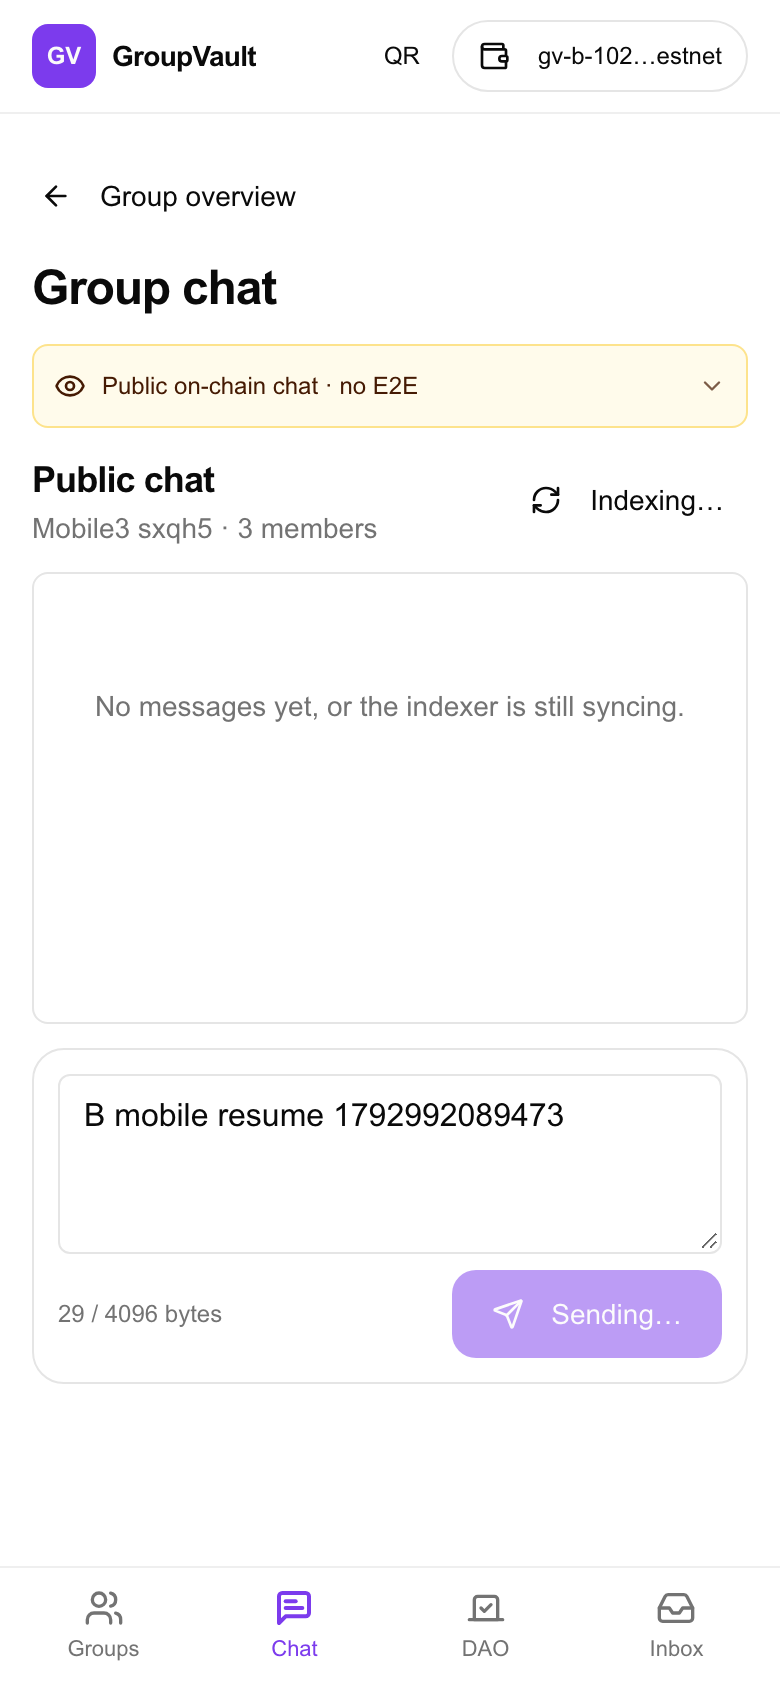 GV GroupVault QR gv-b-102...estnet
Group overview
Group chat
Public on-chain chat · no E2E
Public chat
Mobile3 sxqh5 · 3 members
Indexing...
No messages yet, or the indexer is still syncing.
B mobile resume 1792992089473
29 / 4096 bytes
Sending...
Groups Chat DAO Inbox